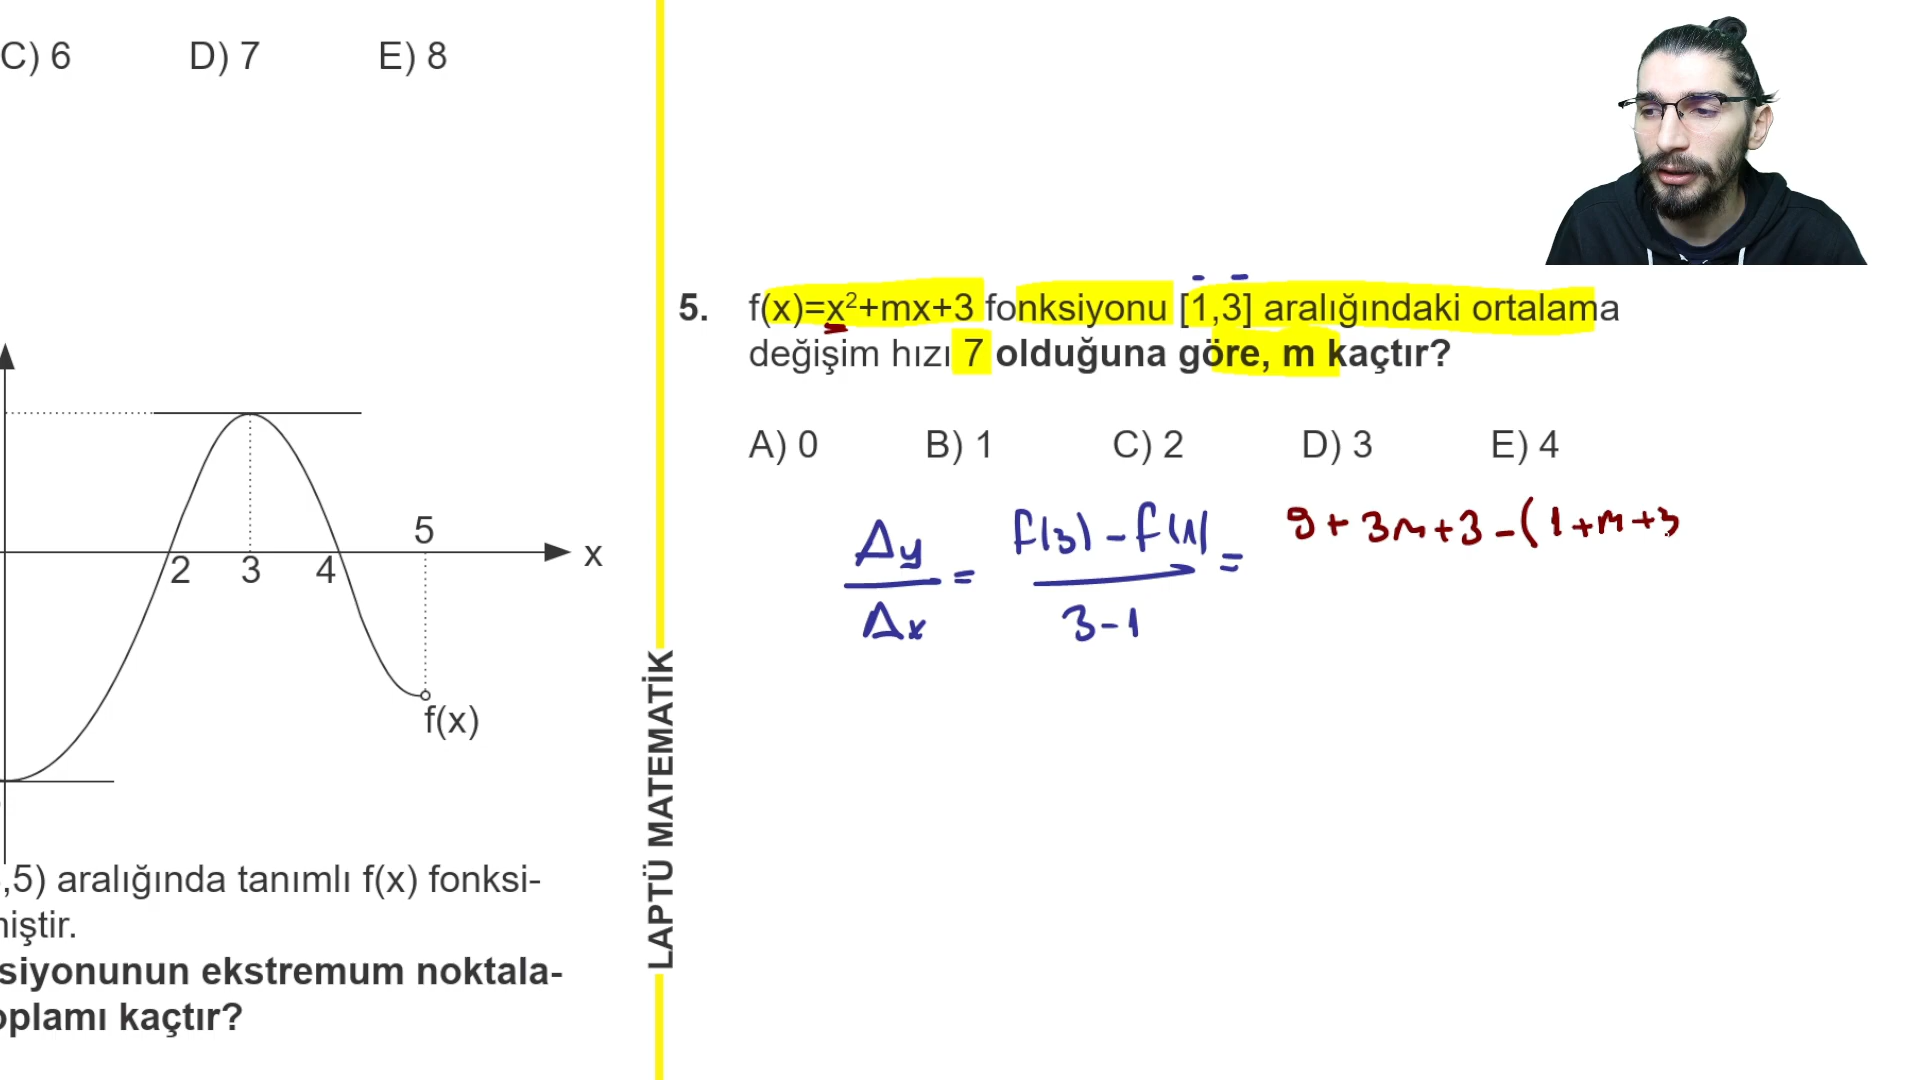 C) 6 D) 7 E) 8
5
2 3 4 x
f(x)
,5) aralığında tanımlı f(x) fonksi-
niştir.
siyonunun ekstremum noktala-
oplamı kaçtır?
LAPTÜ MATEMATİK
5. f(x)=x²+mx+3 fonksiyonu [1,3] aralığındaki ortalama
değişim hızı 7 olduğuna göre, m kaçtır?
A) 0 B) 1 C) 2 D) 3 E) 4
Δy/Δx = f(3) - f(1)/3-1 = 9 + 3m + 3 - (1 + m + 3